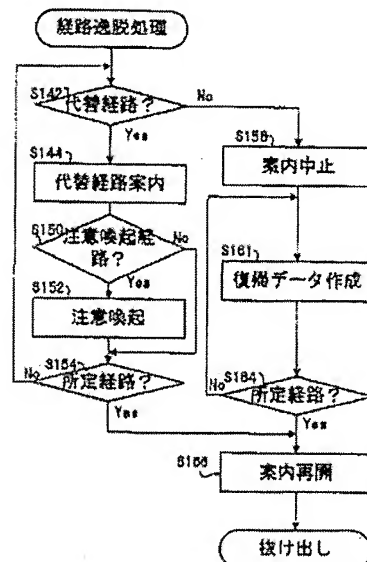 経路逸脱処理
S142
代替経路?
No
Yes
S144
代替経路案内
S150
注意喚起経
路?
No
Yes
S152
注意喚起
S154
所定経路?
No
Yes
S158
案内中止
S161
復帰データ作成
S164
所定経路?
No
Yes
案内再開
抜け出し